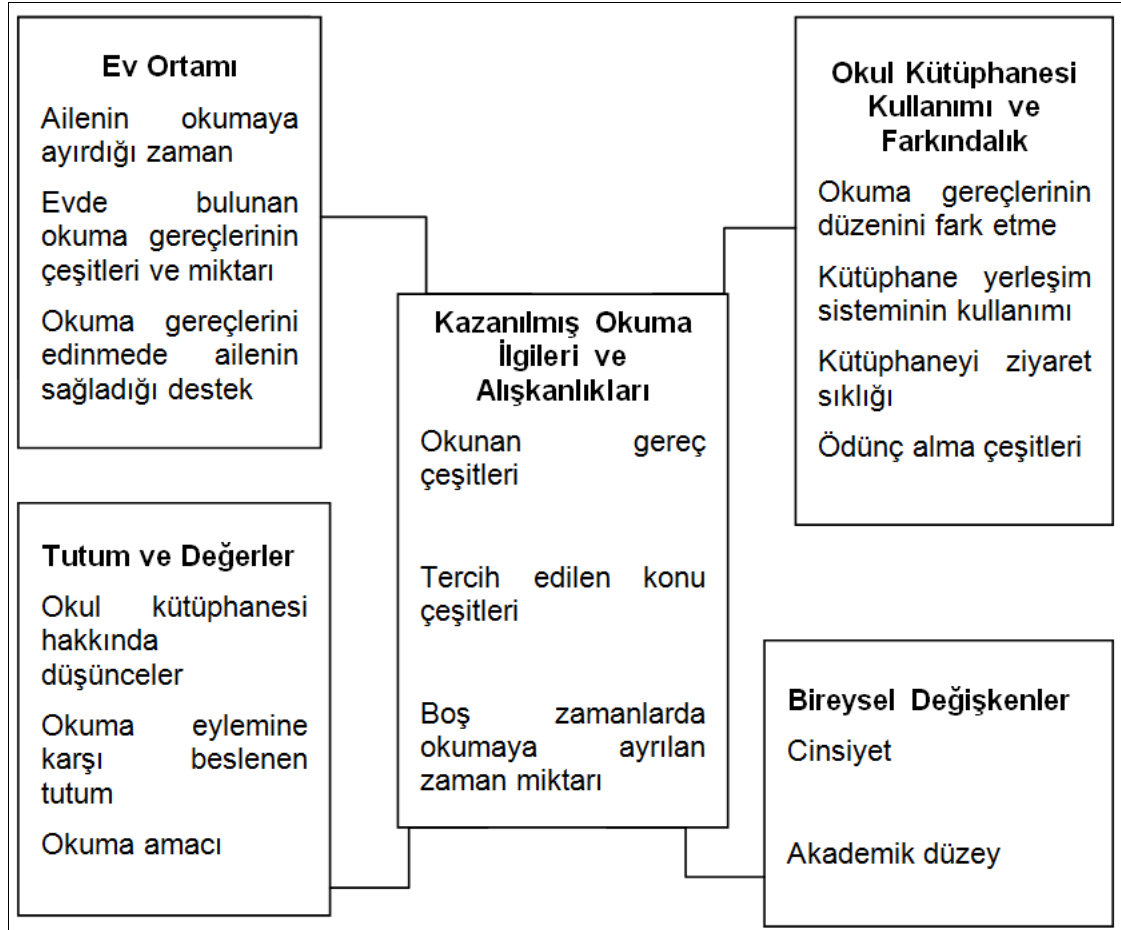 Ev Ortamı
Ailenin okumaya
ayırdığı zaman
Evde bulunan
okuma gereçlerinin
çeşitleri ve miktarı
Okuma gereçlerini
edinmede ailenin
sağladığı destek
Okul Kütüphanesi
Kullanımı ve
Farkındalık
Okuma gereçlerinin
düzenini fark etme
Kütüphane yerleşim
sisteminin kullanımı
Kütüphaneyi ziyaret
sıklığı
Ödünç alma çeşitleri
Kazanılmış Okuma
İlgileri ve
Alışkanlıkları
Okunan gereç
çeşitleri
Tercih edilen konu
çeşitleri
Boş zamanlarda
okumaya ayrılan
zaman miktarı
Tutum ve Değerler
Okul kütüphanesi
hakkında
düşünceler
Okuma eylemine
karşı beslenen
tutum
Okuma amacı
Bireysel Değişkenler
Cinsiyet
Akademik düzey